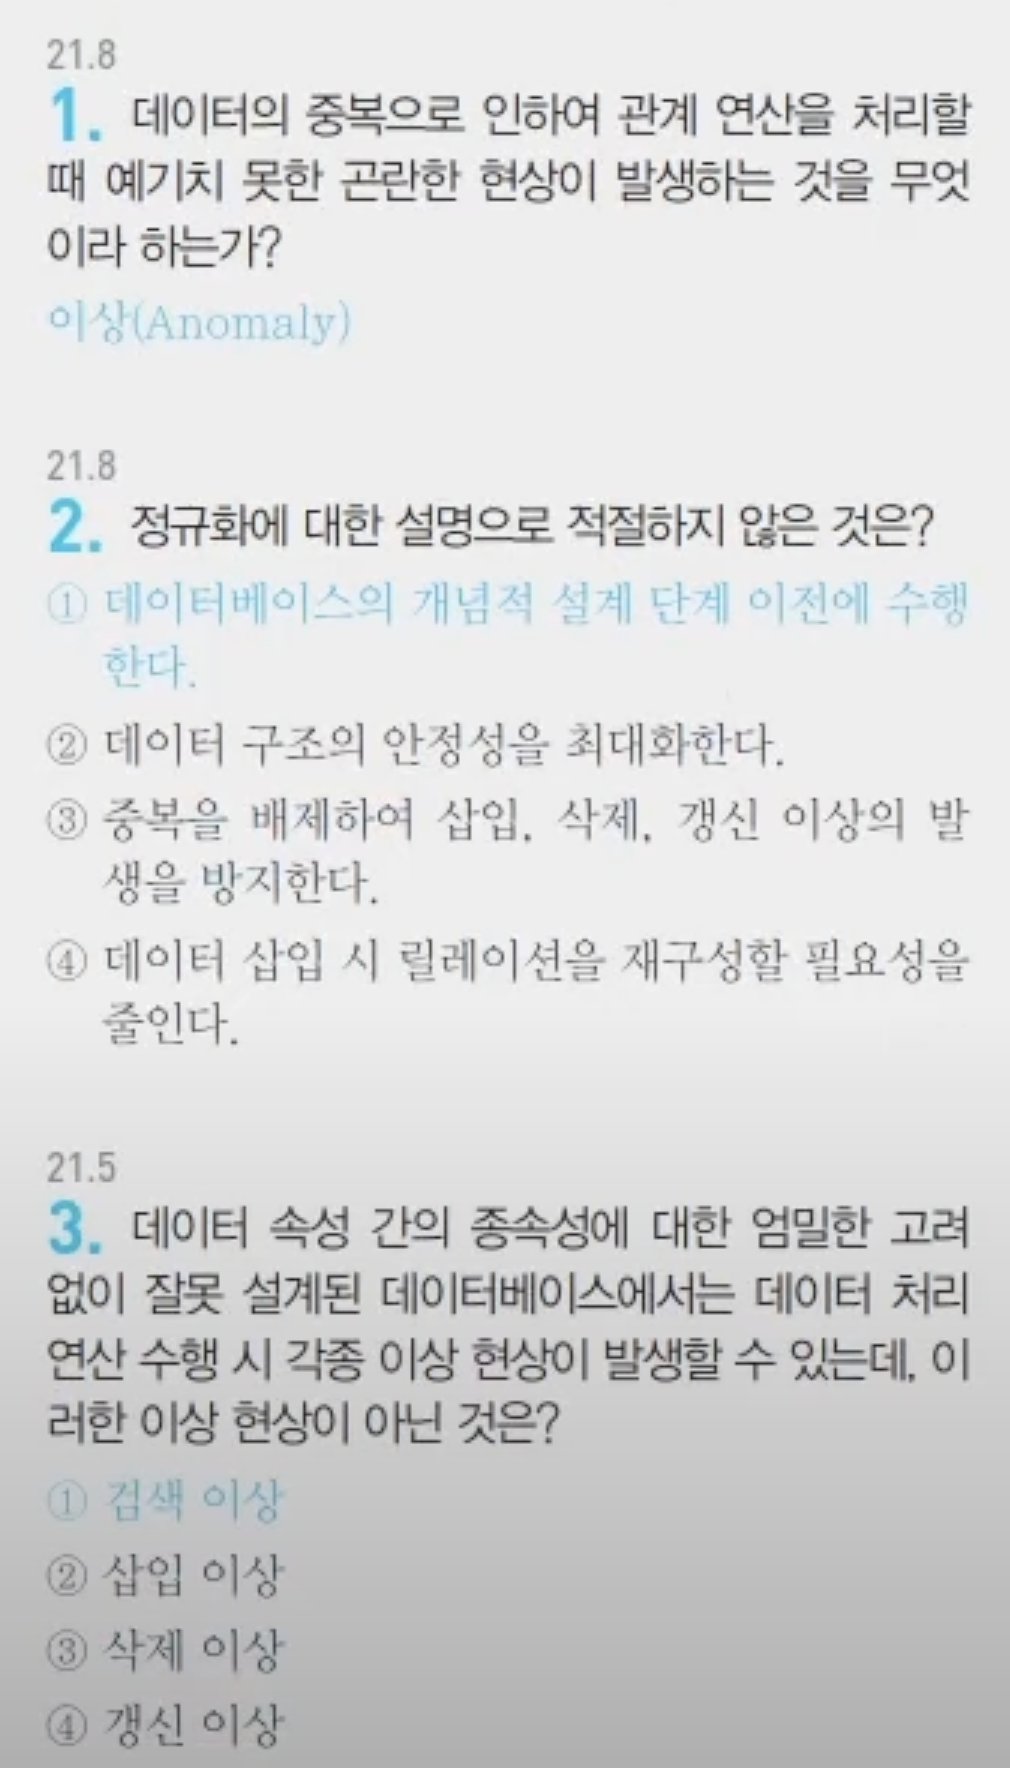 21.8
1. 데이터의 중복으로 인하여 관계 연산을 처리할
때 예기치 못한 곤란한 현상이 발생하는 것을 무엇
이라 하는가?
이상(Anomaly)
21.8
2. 정규화에 대한 설명으로 적절하지 않은 것은?
① 데이터베이스의 개념적 설계 단계 이전에 수행
한다.
② 데이터 구조의 안정성을 최대화한다.
③ 중복을 배제하여 삽입, 삭제, 갱신 이상의 발
생을 방지한다.
④ 데이터 삽입 시 릴레이션을 재구성할 필요성을
줄인다.
21.5
3. 데이터 속성 간의 종속성에 대한 엄밀한 고려
없이 잘못 설계된 데이터베이스에서는 데이터 처리
연산 수행 시 각종 이상 현상이 발생할 수 있는데, 이
러한 이상 현상이 아닌 것은?
① 검색 이상
② 삽입 이상
③ 삭제 이상
④ 갱신 이상